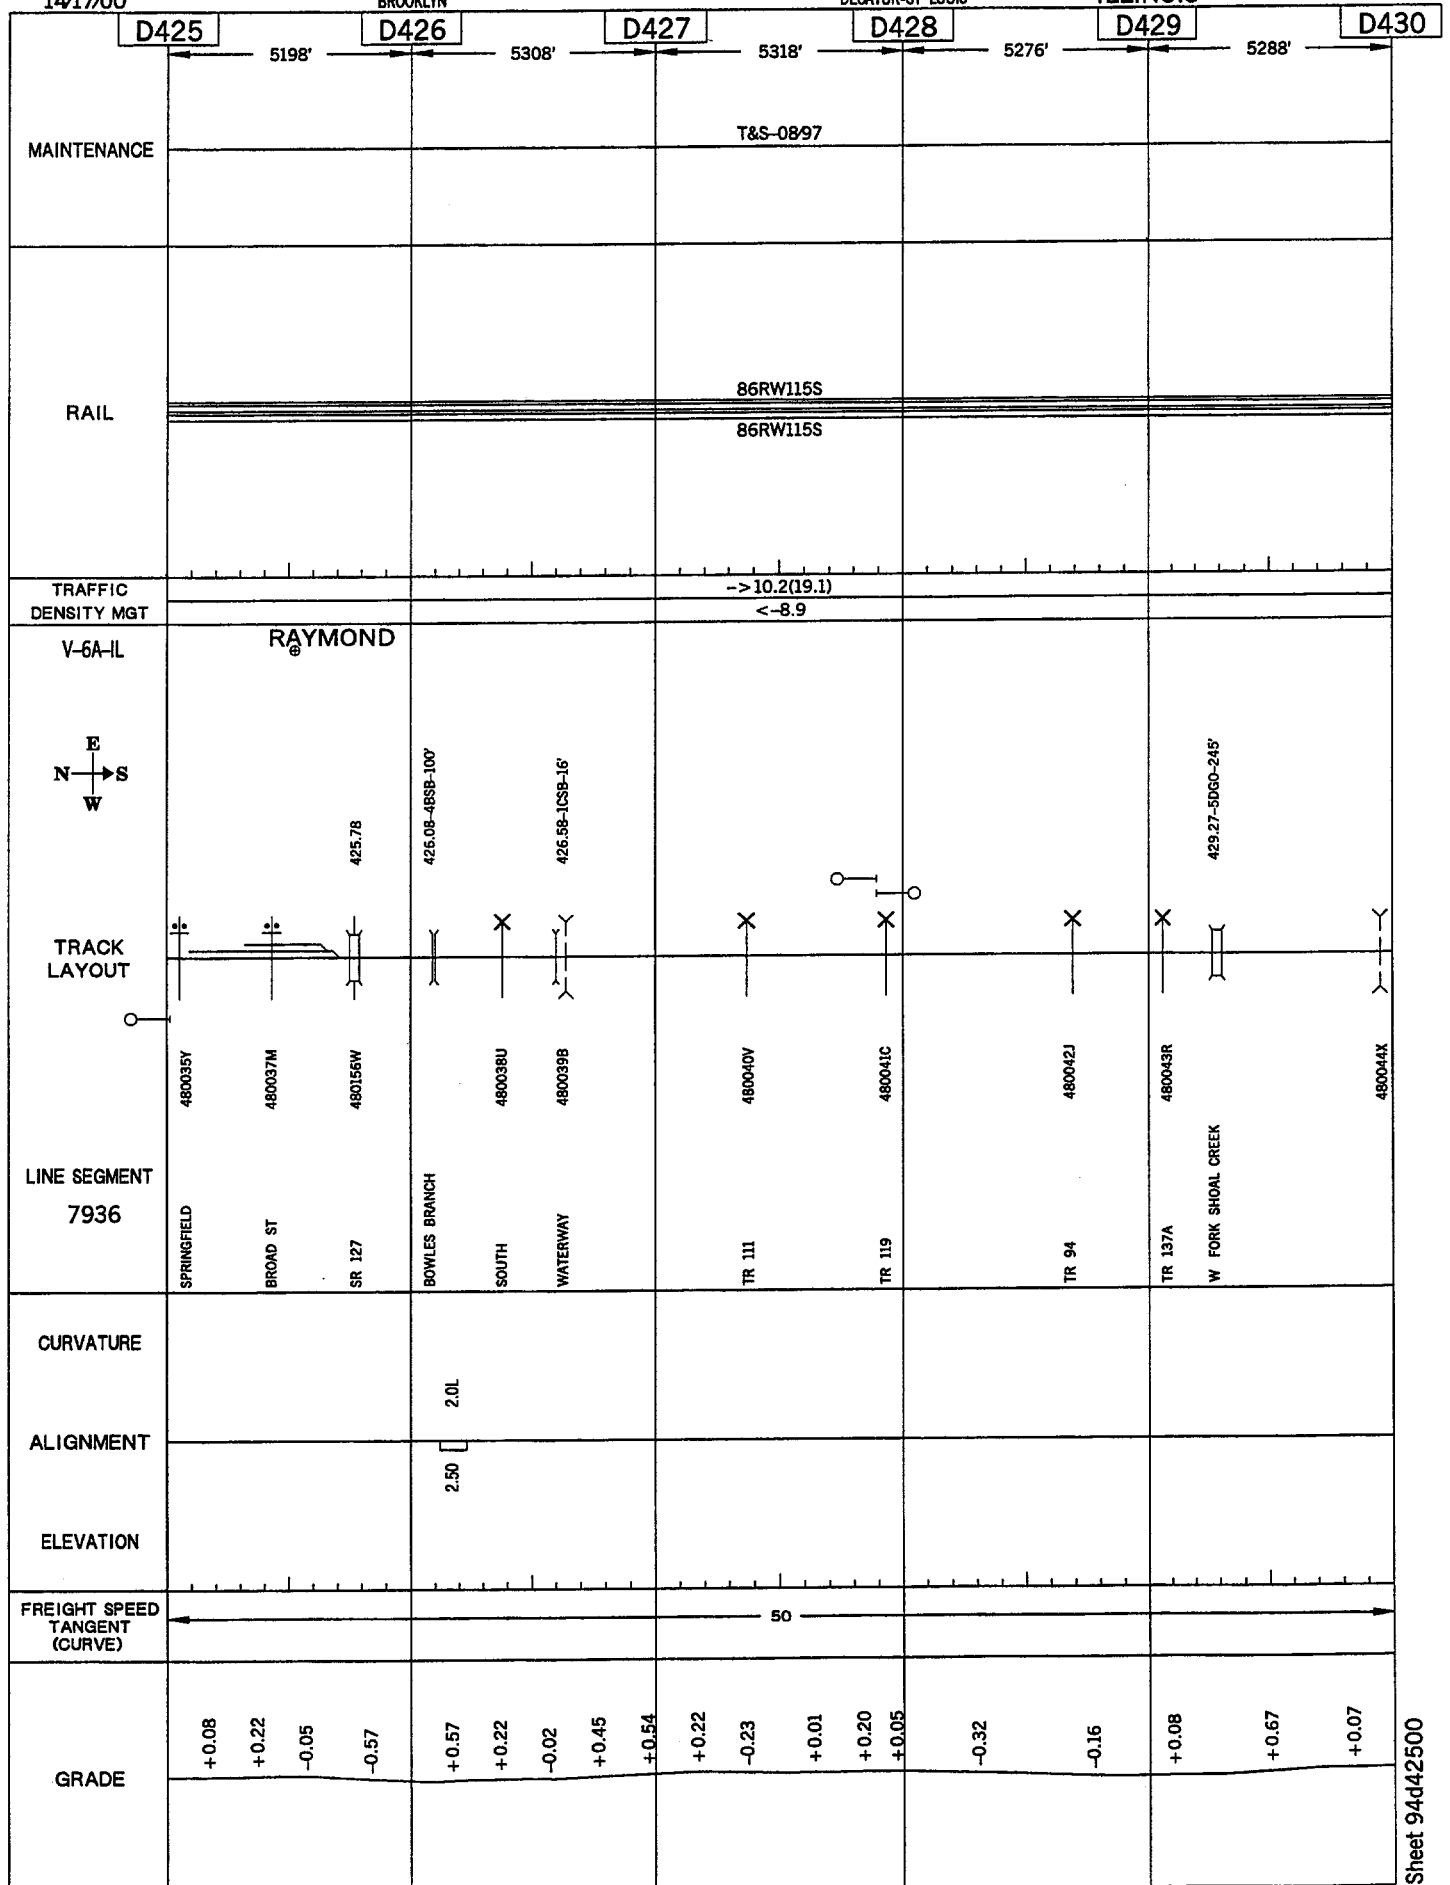 BROOKLYN
ILLINOIS
D425 D426 D427 D428 D429 D430
5198' 5308' 5318' 5276' 5288'
MAINTENANCE
T&S-08/97
RAIL
86RW115S
86RW115S
TRAFFIC
DENSITY MGT
->10.2(19.1)
<-8.9
V-6A-IL
RAYMOND
E
N S
W
425.78
426.08-4BSB-100'
426.58-1CSB-16'
429.27-5DGO-245'
TRACK
LAYOUT
480035Y
480037M
480156W
480038U
480039B
480040V
480041C
480042J
480043R
480044X
LINE SEGMENT
7936
SPRINGFIELD
BROAD ST
SR 127
BOWLES BRANCH
SOUTH
WATERWAY
TR 111
TR 119
TR 94
TR 137A
W FORK SHOAL CREEK
CURVATURE
2.0L
ALIGNMENT
2.50
ELEVATION
FREIGHT SPEED
TANGENT
(CURVE)
50
GRADE
+0.08
+0.22
-0.05
-0.57
+0.57
+0.22
-0.02
+0.45
+0.54
+0.22
-0.23
+0.01
+0.20
+0.05
-0.32
-0.16
+0.08
+0.67
+0.07
Sheet 94d42500